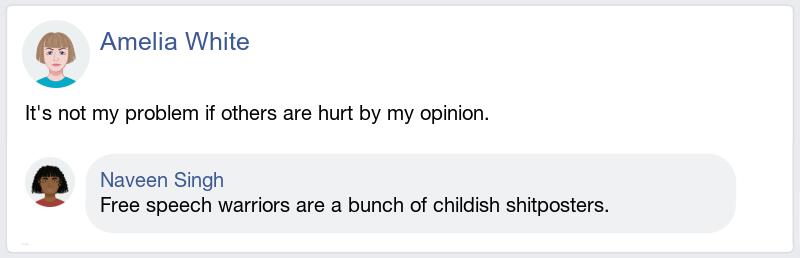 Amelia White
It's not my problem if others are hurt by my opinion.
Naveen Singh
Free speech warriors are a bunch of childish shitposters.